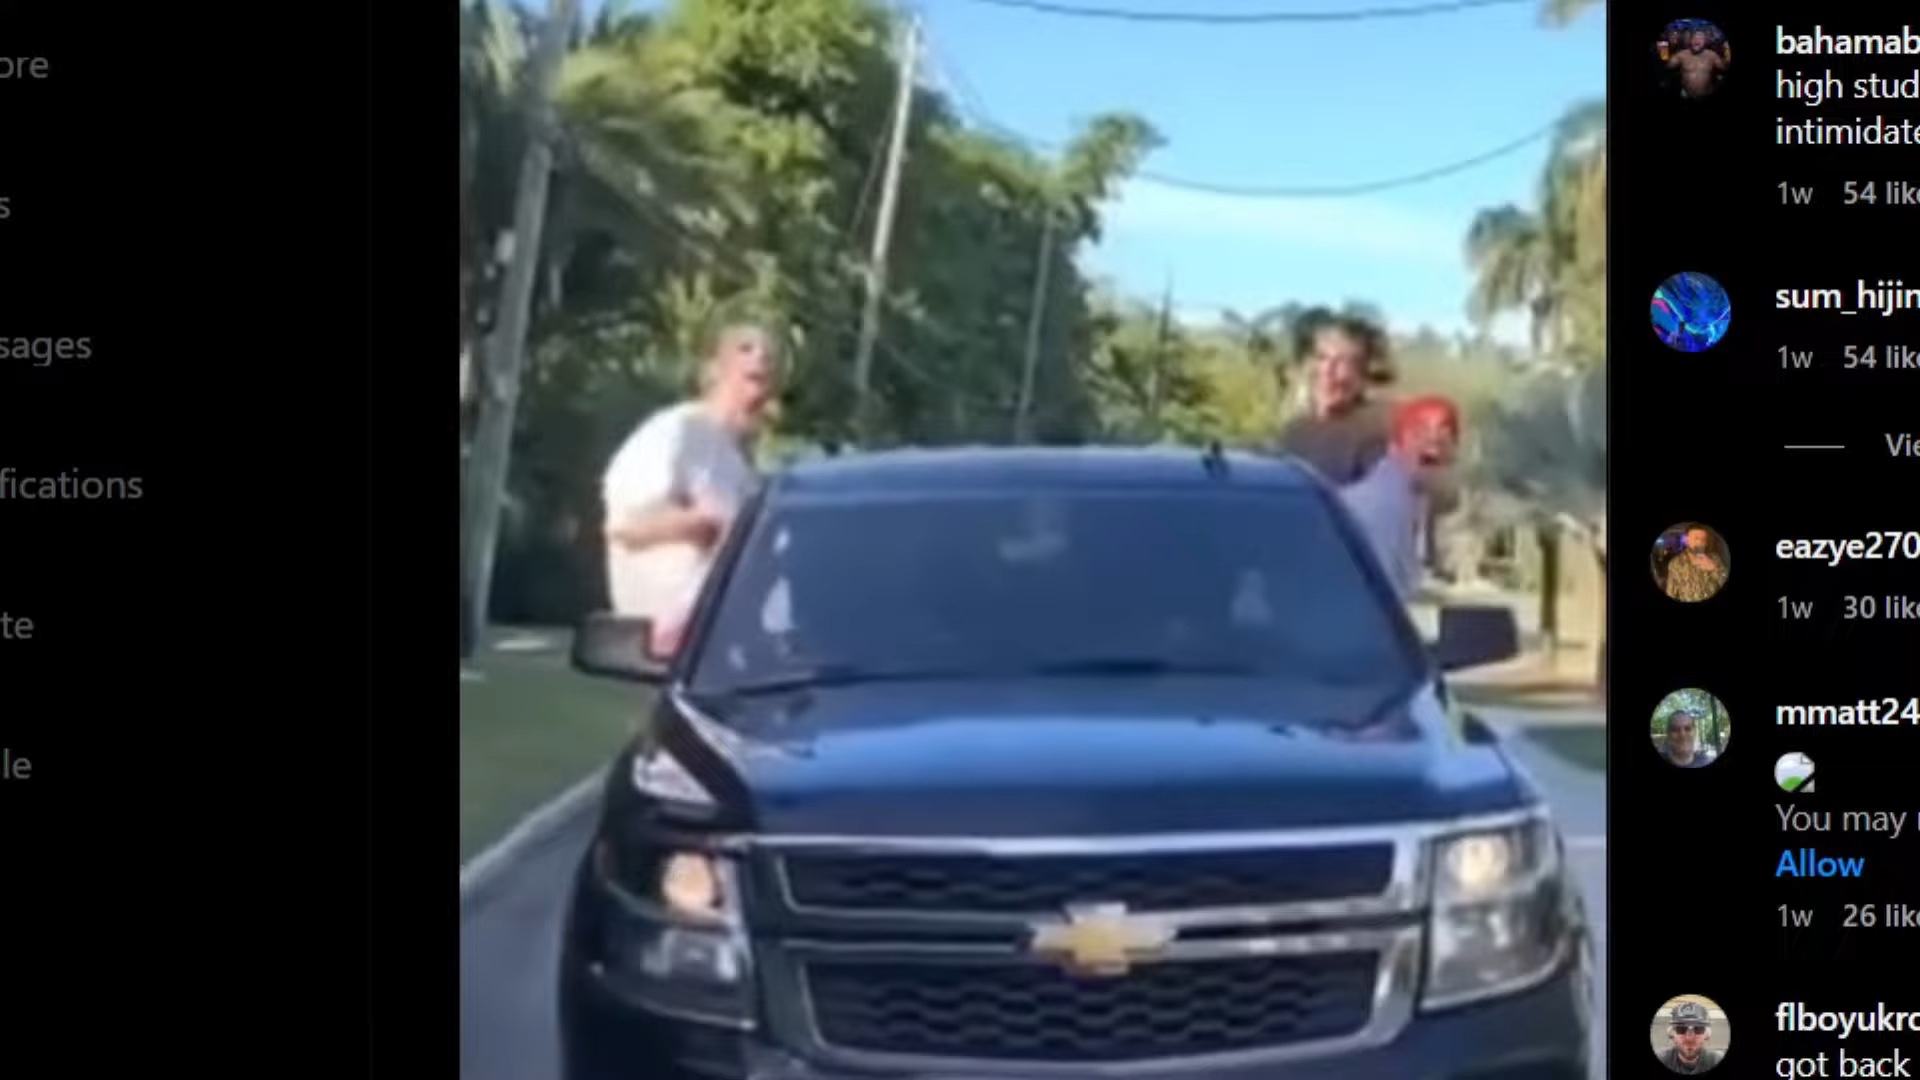 ore
s
sages
fications
te
le
bahamab
high stud
intimidate
1w 54 like
sum_hijin
1w 54 like
Vie
eazye270
1w 30 like
mmatt24
You may r
Allow
1w 26 like
flboyukro
got back